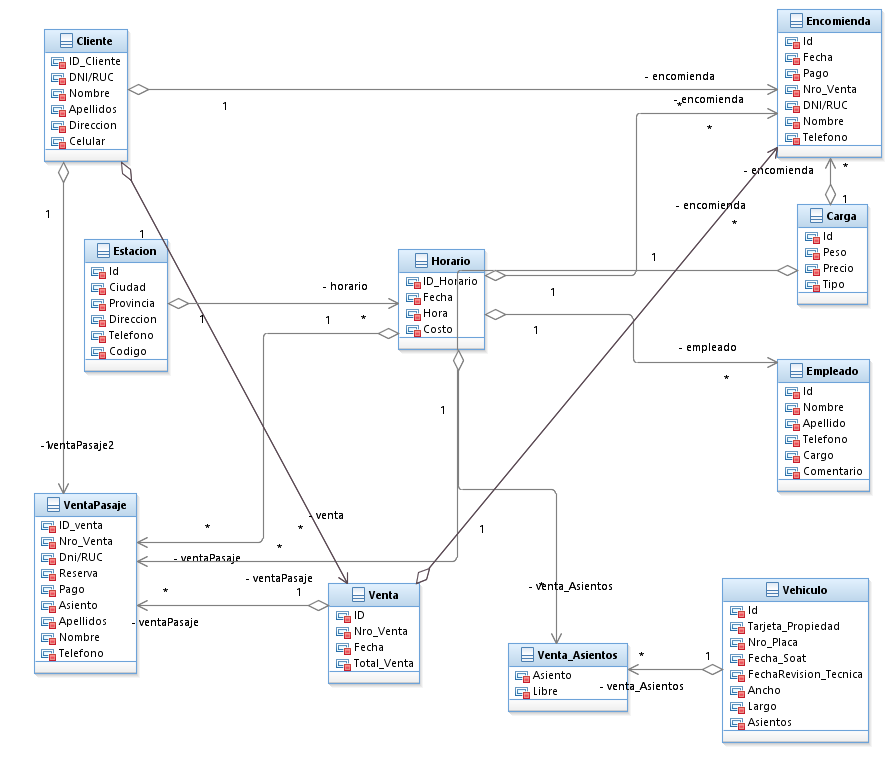 Cliente
ID_Cliente
DNI/RUC
Nombre
Apellidos
Direccion
Celular
Encomienda
Id
Fecha
Pago
Nro_Venta
DNI/RUC
Nombre
Telefono
- encomienda
1
- encomienda
*
*
- encomienda
*
1
- encomienda
*
Carga
Id
Peso
Precio
Tipo
1
1
Estacion
Id
Ciudad
Provincia
Direccion
Telefono
Codigo
- horario
1
*
1
Horario
ID_Horario
Fecha
Hora
Costo
1
1
1
- empleado
*
Empleado
Id
Nombre
Apellido
Telefono
Cargo
Comentario
1
- ventaPasaje2
1
VentaPasaje
ID_venta
Nro_Venta
Dni/RUC
Reserva
Pago
Asiento
Apellidos
Nombre
Telefono
*
- venta
*
*
1
- ventaPasaje
- ventaPasaje
*
1
- ventaPasaje
Venta
ID
Nro_Venta
Fecha
Total_Venta
- venta_Asientos
*
Venta_Asientos
Asiento
Libre
*
1
- venta_Asientos
Vehiculo
Id
Tarjeta_Propiedad
Nro_Placa
Fecha_Soat
FechaRevision_Tecnica
Ancho
Largo
Asientos